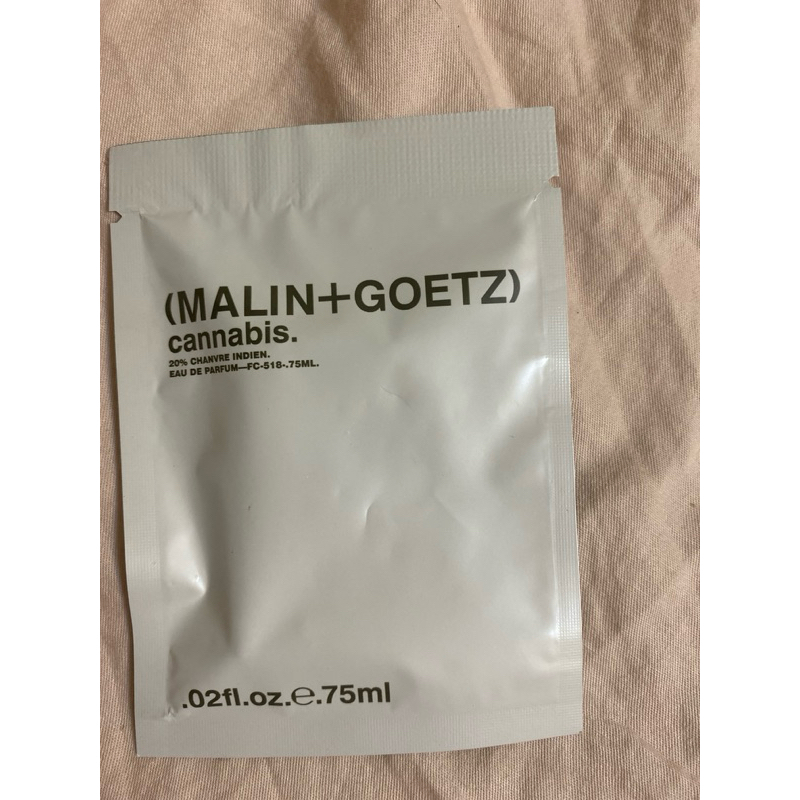 (MALIN+GOETZ)
cannabis.
20% CHANVRE INDIEN.
EAU DE PARFUM—FC-518-.75ML.
.02fl.oz.℮.75ml